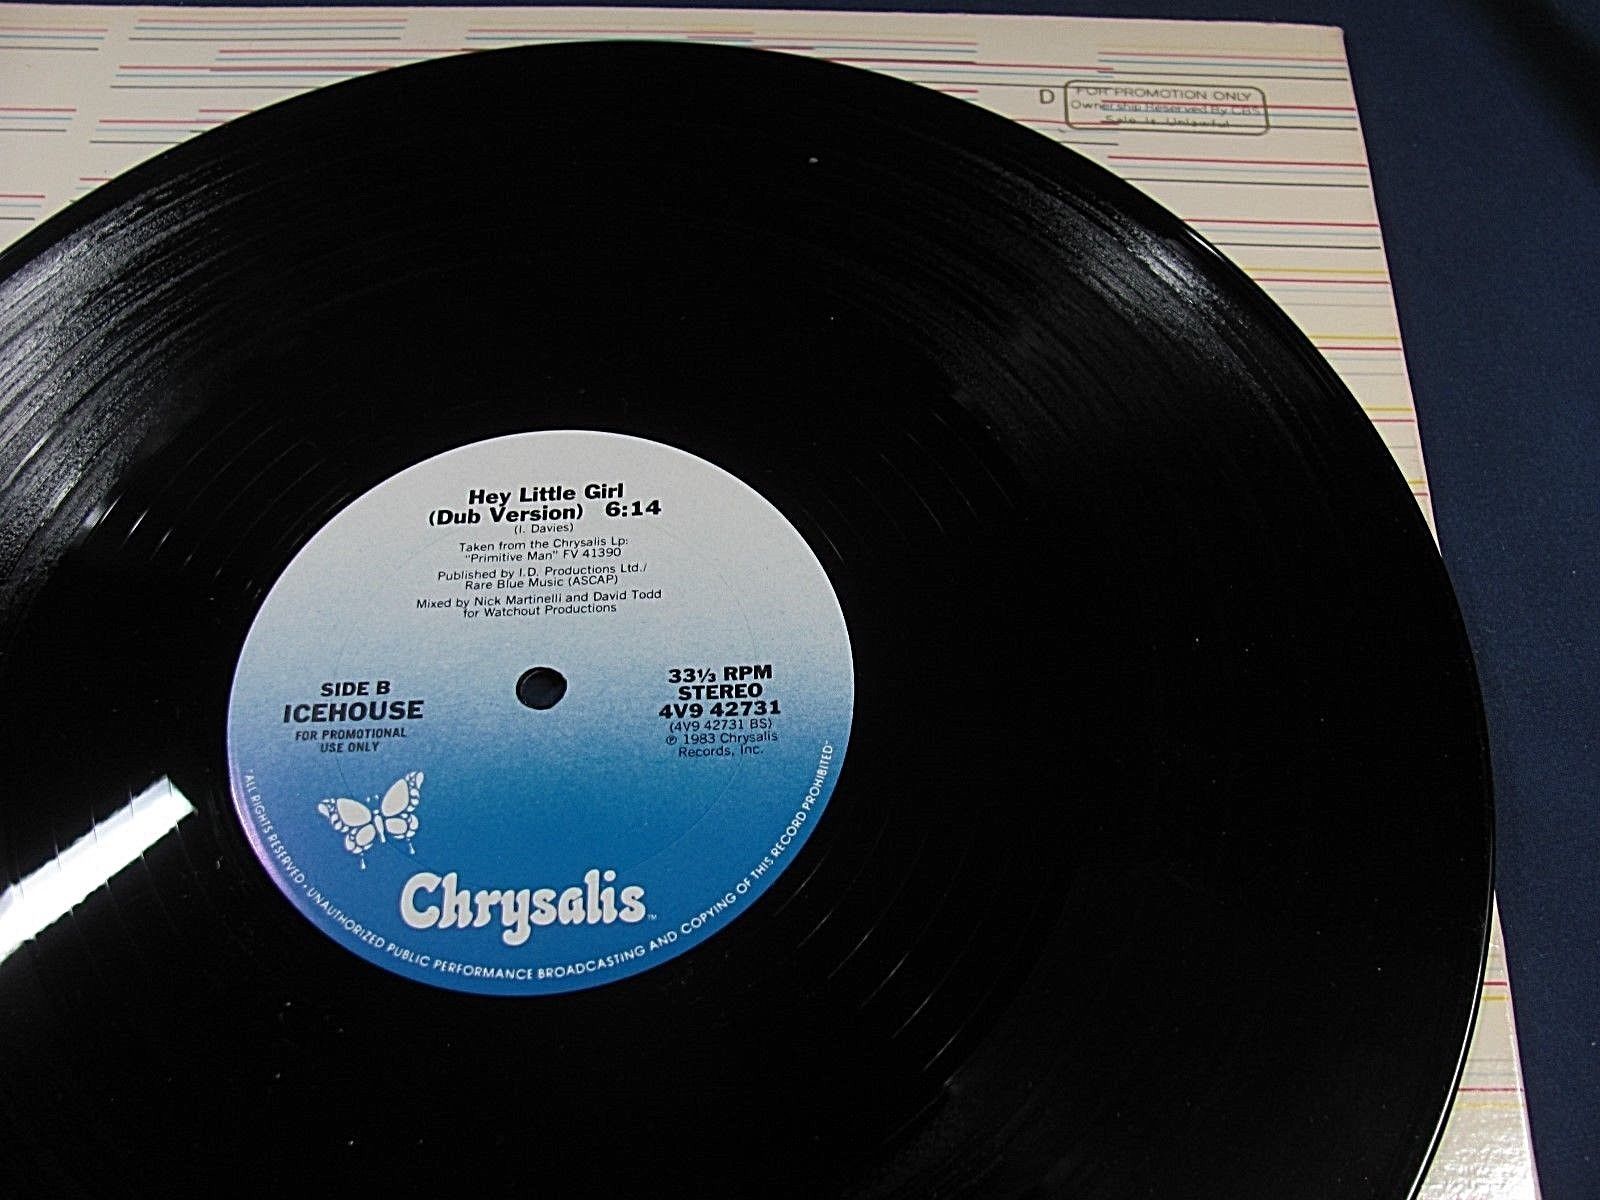 D FOR PROMOTION ONLY
Ownership Reserved By CBS
Sale Is Unlawful
Hey Little Girl
(Dub Version) 6:14
(I. Davies)
Taken from the Chrysalis Lp:
"Primitive Man" FV 41390
Published by I.D. Productions Ltd./
Rare Blue Music (ASCAP)
Mixed by Nick Martinelli and David Todd
for Watchout Productions
SIDE B
ICEHOUSE
FOR PROMOTIONAL
USE ONLY
33⅓ RPM
STEREO
4V9 42731
(4V9 42731 BS)
℗ 1983 Chrysalis
Records, Inc.
Chrysalis™
"ALL RIGHTS RESERVED · UNAUTHORIZED PUBLIC PERFORMANCE BROADCASTING AND COPYING OF THIS RECORD PROHIBITED"